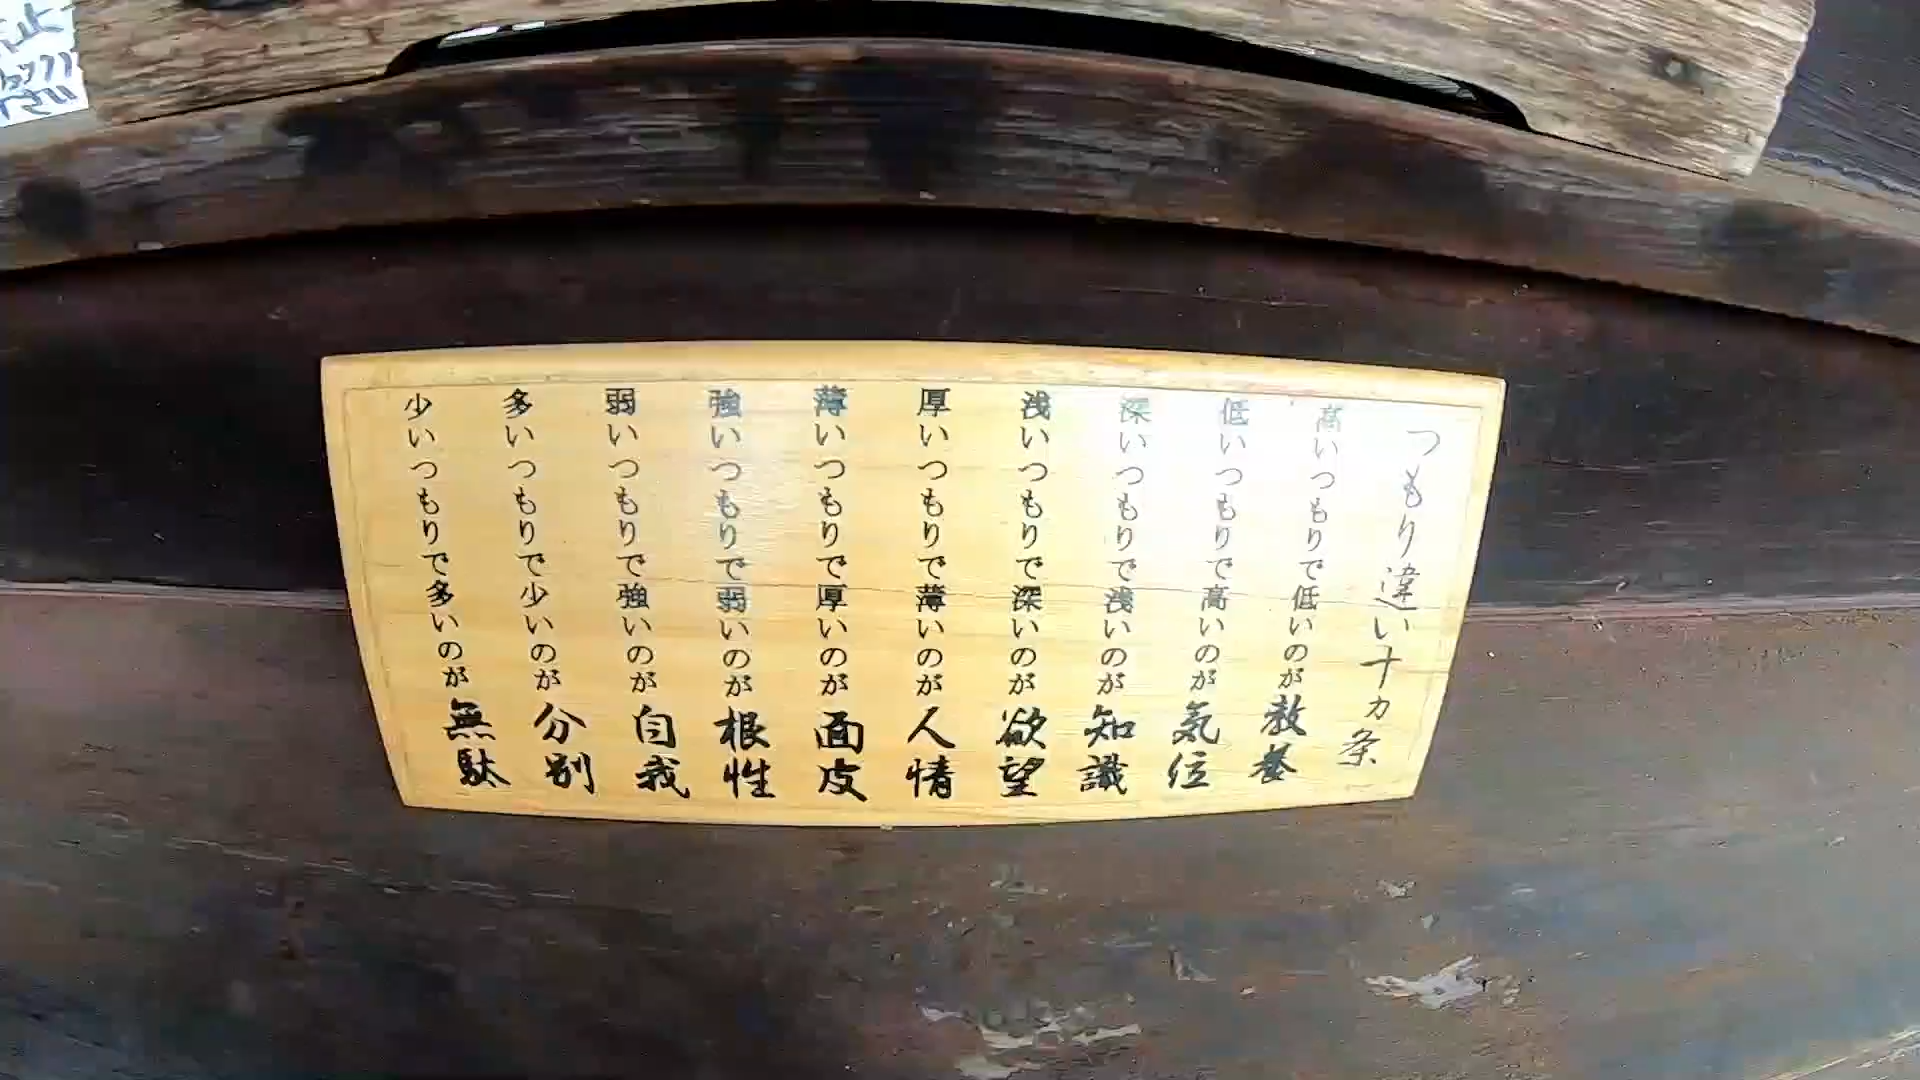 つもり違い十カ条
高いつもりで低いのが教養
低いつもりで高いのが気位
深いつもりで浅いのが知識
浅いつもりで深いのが欲望
厚いつもりで薄いのが人情
薄いつもりで厚いのが面皮
強いつもりで弱いのが根性
弱いつもりで強いのが自我
多いつもりで少いのが分別
少いつもりで多いのが無駄